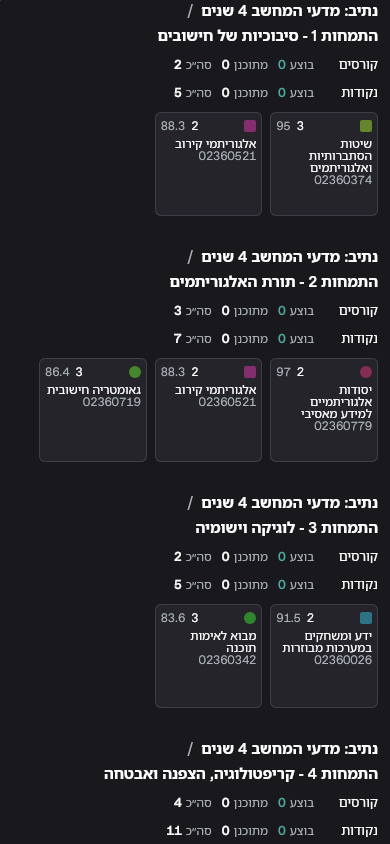 נתיב: מדעי המחשב 4 שנים /
התמחות 1 - סיבוכיות של חישובים
קורסים בוצע 0 מתוכנן 0 סה״כ 2
נקודות בוצע 0 מתוכנן 0 סה״כ 5
3 95
שיטות
הסתברותיות
ואלגוריתמים
02360374
2 88.3
אלגוריתמי קירוב
02360521
נתיב: מדעי המחשב 4 שנים /
התמחות 2 - תורת האלגוריתמים
קורסים בוצע 0 מתוכנן 0 סה״כ 3
נקודות בוצע 0 מתוכנן 0 סה״כ 7
2 97
יסודות
אלגוריתמיים
למידע מאסיבי
02360779
2 88.3
אלגוריתמי קירוב
02360521
3 86.4
גאומטריה חישובית
02360719
נתיב: מדעי המחשב 4 שנים /
התמחות 3 - לוגיקה וישומיה
קורסים בוצע 0 מתוכנן 0 סה״כ 2
נקודות בוצע 0 מתוכנן 0 סה״כ 5
2 91.5
ידע ומשחקים
במערכות מבוזרות
02360026
3 83.6
מבוא לאימות
תוכנה
02360342
נתיב: מדעי המחשב 4 שנים /
התמחות 4 - קריפטולוגיה, הצפנה ואבטחה
קורסים בוצע 0 מתוכנן 0 סה״כ 4
נקודות בוצע 0 מתוכנן 0 סה״כ 11